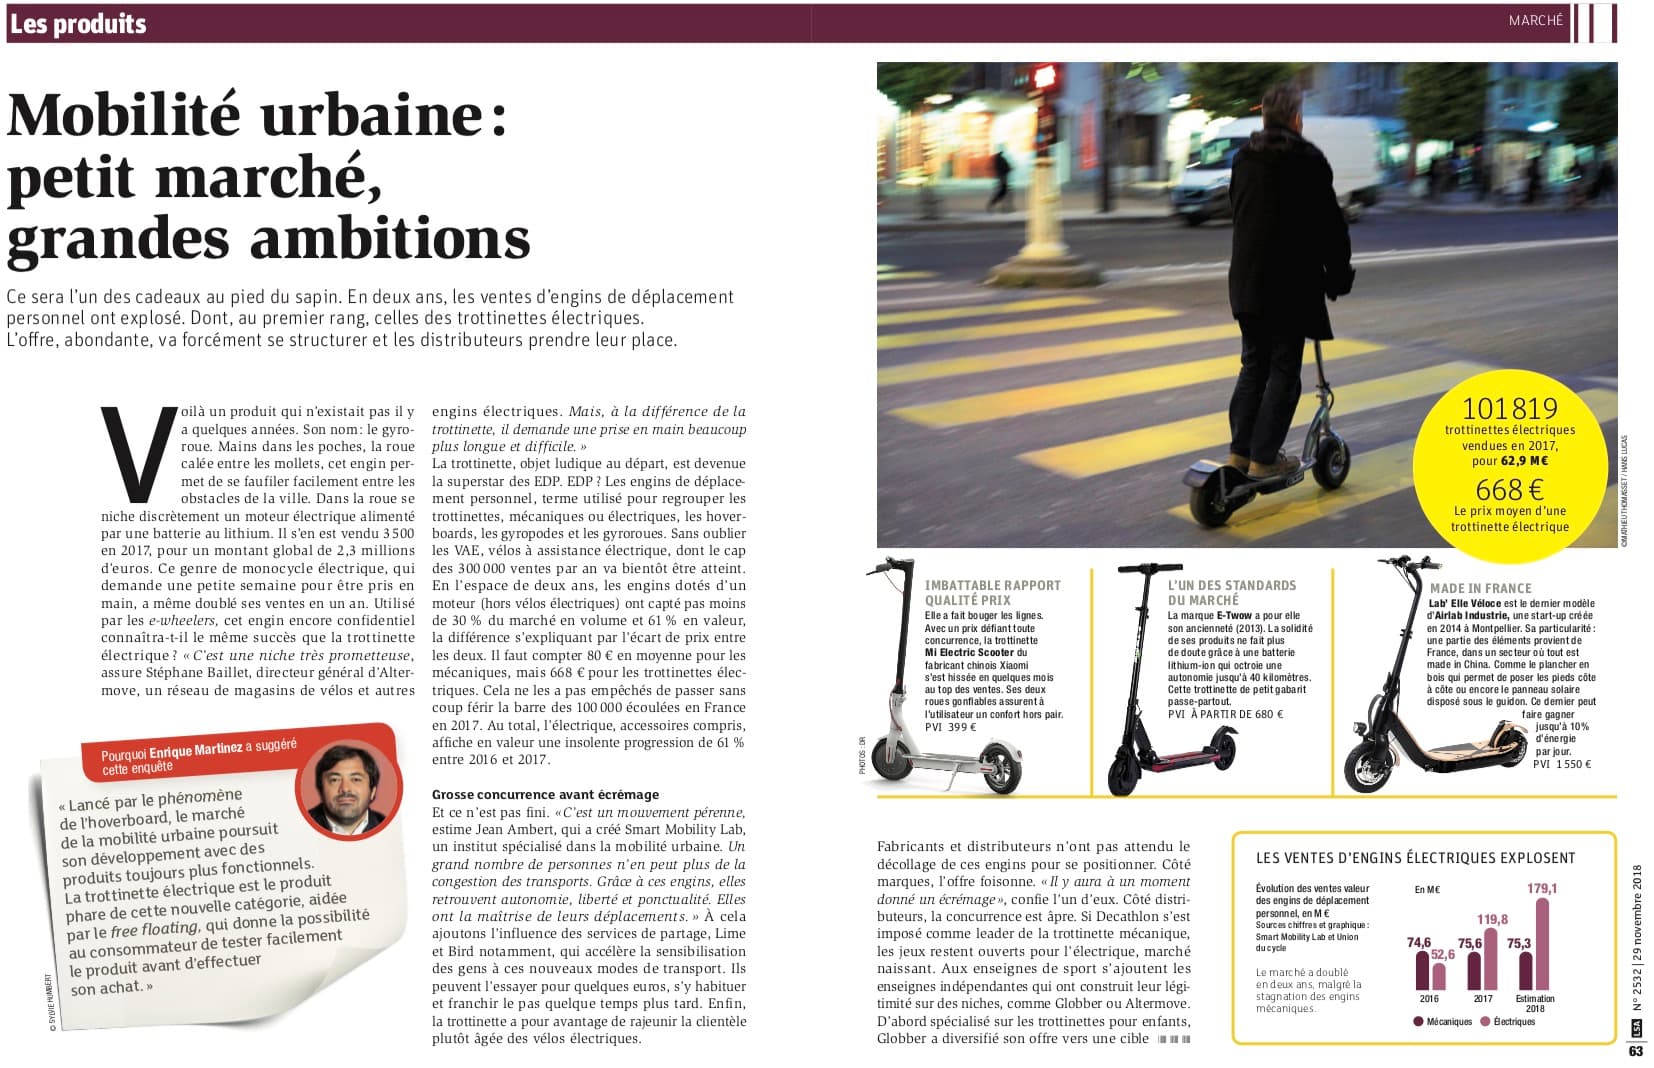 Les produits
MARCHÉ
Mobilité urbaine :
petit marché,
grandes ambitions
Ce sera l’un des cadeaux au pied du sapin. En deux ans, les ventes d’engins de déplacement
personnel ont explosé. Dont, au premier rang, celles des trottinettes électriques.
L’offre, abondante, va forcément se structurer et les distributeurs prendre leur place.
Voilà un produit qui n’existait pas il y
a quelques années. Son nom : le gyro-
roue. Mains dans les poches, la roue
calée entre les mollets, cet engin per-
met de se faufiler facilement entre les
obstacles de la ville. Dans la roue se
niche discrètement un moteur électrique alimenté
par une batterie au lithium. Il s’en est vendu 3 500
en 2017, pour un montant global de 2,3 millions
d’euros. Ce genre de monocycle électrique, qui
demande une petite semaine pour être pris en
main, a même doublé ses ventes en un an. Utilisé
par les e-wheelers, cet engin encore confidentiel
connaîtra-t-il le même succès que la trottinette
électrique ? « C’est une niche très prometteuse,
assure Stéphane Baillet, directeur général d’Alter-
move, un réseau de magasins de vélos et autres
Pourquoi Enrique Martinez a suggéré
cette enquête
« Lancé par le phénomène
de l’hoverboard, le marché
de la mobilité urbaine poursuit
son développement avec des
produits toujours plus fonctionnels.
La trottinette électrique est le produit
phare de cette nouvelle catégorie, aidée
par le free floating, qui donne la possibilité
au consommateur de tester facilement
le produit avant d’effectuer
son achat. »
© SYLVIE HUMBERT
engins électriques. Mais, à la différence de la
trottinette, il demande une prise en main beaucoup
plus longue et difficile. »
La trottinette, objet ludique au départ, est devenue
la superstar des EDP. EDP ? Les engins de déplace-
ment personnel, terme utilisé pour regrouper les
trottinettes, mécaniques ou électriques, les hover-
boards, les gyropodes et les gyroroues. Sans oublier
les VAE, vélos à assistance électrique, dont le cap
des 300 000 ventes par an va bientôt être atteint.
En l’espace de deux ans, les engins dotés d’un
moteur (hors vélos électriques) ont capté pas moins
de 30 % du marché en volume et 61 % en valeur,
la différence s’expliquant par l’écart de prix entre
les deux. Il faut compter 80 € en moyenne pour les
mécaniques, mais 668 € pour les trottinettes élec-
triques. Cela ne les a pas empêchés de passer sans
coup férir la barre des 100 000 écoulées en France
en 2017. Au total, l’électrique, accessoires compris,
affiche en valeur une insolente progression de 61 %
entre 2016 et 2017.
Grosse concurrence avant écrémage
Et ce n’est pas fini. « C’est un mouvement pérenne,
estime Jean Ambert, qui a créé Smart Mobility Lab,
un institut spécialisé dans la mobilité urbaine. Un
grand nombre de personnes n’en peut plus de la
congestion des transports. Grâce à ces engins, elles
retrouvent autonomie, liberté et ponctualité. Elles
ont la maîtrise de leurs déplacements. » À cela
ajoutons l’influence des services de partage, Lime
et Bird notamment, qui accélère la sensibilisation
des gens à ces nouveaux modes de transport. Ils
peuvent l’essayer pour quelques euros, s’y habituer
et franchir le pas quelque temps plus tard. Enfin,
la trottinette a pour avantage de rajeunir la clientèle
plutôt âgée des vélos électriques.
101 819
trottinettes électriques
vendues en 2017,
pour 62,9 M€
668 €
Le prix moyen d’une
trottinette électrique
©MATHIEU THOMASSET / HANS LUCAS
IMBATTABLE RAPPORT
QUALITÉ PRIX
Elle a fait bouger les lignes.
Avec un prix défiant toute
concurrence, la trottinette
Mi Electric Scooter du
fabricant chinois Xiaomi
s’est hissée en quelques mois
au top des ventes. Ses deux
roues gonflables assurent à
l’utilisateur un confort hors pair.
PVI 399 €
PHOTOS : DR
L’UN DES STANDARDS
DU MARCHÉ
La marque E-Twow a pour elle
son ancienneté (2013). La solidité
de ses produits ne fait plus
de doute grâce à une batterie
lithium-ion qui octroie une
autonomie jusqu’à 40 kilomètres.
Cette trottinette de petit gabarit
passe-partout.
PVI À PARTIR DE 680 €
MADE IN FRANCE
Lab’ Elle Véloce est le dernier modèle
d’Airlab Industrie, une start-up créée
en 2014 à Montpellier. Sa particularité :
une partie des éléments provient de
France, dans un secteur où tout est
made in China. Comme le plancher en
bois qui permet de poser les pieds côte
à côte ou encore le panneau solaire
disposé sous le guidon. Ce dernier peut
faire gagner
jusqu’à 10%
d’énergie
par jour.
PVI 1 550 €
Fabricants et distributeurs n’ont pas attendu le
décollage de ces engins pour se positionner. Côté
marques, l’offre foisonne. « Il y aura à un moment
donné un écrémage », confie l’un d’eux. Côté distri-
buteurs, la concurrence est âpre. Si Decathlon s’est
imposé comme leader de la trottinette mécanique,
les jeux restent ouverts pour l’électrique, marché
naissant. Aux enseignes de sport s’ajoutent les
enseignes indépendantes qui ont construit leur légi-
timité sur des niches, comme Globber ou Altermove.
D’abord spécialisé sur les trottinettes pour enfants,
Globber a diversifié son offre vers une cible
LES VENTES D’ENGINS ÉLECTRIQUES EXPLOSENT
Évolution des ventes valeur
des engins de déplacement
personnel, en M €
Sources chiffres et graphique :
Smart Mobility Lab et Union
du cycle
Le marché a doublé
en deux ans, malgré la
stagnation des engins
mécaniques.
En M€
74,6
52,6
75,6
119,8
75,3
179,1
2016
2017
Estimation
2018
Mécaniques
Électriques
LSA N° 2532 | 29 novembre 2018
63